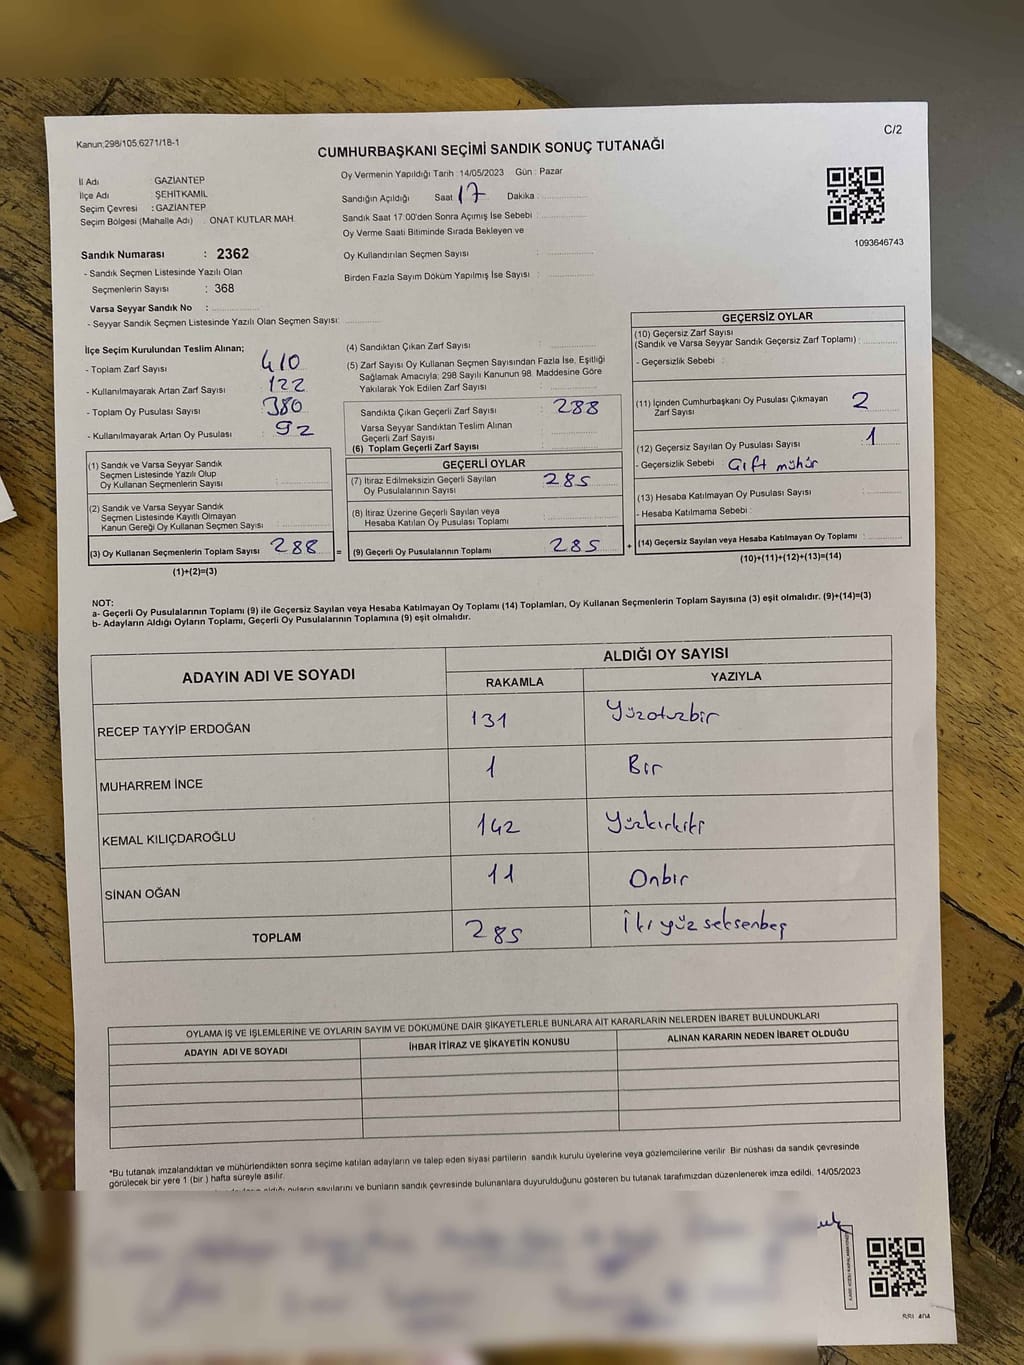 Kanun;298/105,6271/18-1
C/2
CUMHURBAŞKANI SEÇİMİ SANDIK SONUÇ TUTANAĞI
İl Adı : GAZİANTEP
İlçe Adı : ŞEHİTKAMİL
Seçim Çevresi : GAZİANTEP
Seçim Bölgesi (Mahalle Adı) : ONAT KUTLAR MAH.
Oy Vermenin Yapıldığı Tarih : 14/05/2023 Gün : Pazar
Sandığın Açıldığı Saat : 17 Dakika :
Sandık Saat 17:00'den Sonra Açımış İse Sebebi :
Oy Verme Saati Bitiminde Sırada Bekleyen ve
Oy Kullandırılan Seçmen Sayısı :
Birden Fazla Sayım Döküm Yapılmış İse Sayısı :
1093646743
Sandık Numarası : 2362
- Sandık Seçmen Listesinde Yazılı Olan
Seçmenlerin Sayısı : 368
Varsa Seyyar Sandık No :
- Seyyar Sandık Seçmen Listesinde Yazılı Olan Seçmen Sayısı:
İlçe Seçim Kurulundan Teslim Alınan;
- Toplam Zarf Sayısı : 410
- Kullanılmayarak Artan Zarf Sayısı : 122
- Toplam Oy Pusulası Sayısı : 380
- Kullanılmayarak Artan Oy Pusulası : 92
(1) Sandık ve Varsa Seyyar Sandık
Seçmen Listesinde Yazılı Olup
Oy Kullanan Seçmenlerin Sayısı :
(2) Sandık ve Varsa Seyyar Sandık
Seçmen Listesinde Kayıtlı Olmayan
Kanun Gereği Oy Kullanan Seçmen Sayısı :
(3) Oy Kullanan Seçmenlerin Toplam Sayısı : 288 =
(1)+(2)=(3)
(4) Sandıktan Çıkan Zarf Sayısı :
(5) Zarf Sayısı Oy Kullanan Seçmen Sayısından Fazla İse, Eşitliği
Sağlamak Amacıyla; 298 Sayılı Kanunun 98. Maddesine Göre
Yakılarak Yok Edilen Zarf Sayısı :
Sandıkta Çıkan Geçerli Zarf Sayısı : 288
Varsa Seyyar Sandıktan Teslim Alınan
Geçerli Zarf Sayısı :
(6) Toplam Geçerli Zarf Sayısı :
GEÇERLİ OYLAR
(7) İtiraz Edilmeksizin Geçerli Sayılan
Oy Pusulalarının Sayısı : 285
(8) İtiraz Üzerine Geçerli Sayılan veya
Hesaba Katılan Oy Pusulası Toplamı :
(9) Geçerli Oy Pusulalarının Toplamı : 285 +
GEÇERSİZ OYLAR
(10) Geçersiz Zarf Sayısı
(Sandık ve Varsa Seyyar Sandık Geçersiz Zarf Toplamı) :
- Geçersizlik Sebebi :
(11) İçinden Cumhurbaşkanı Oy Pusulası Çıkmayan
Zarf Sayısı : 2
(12) Geçersiz Sayılan Oy Pusulası Sayısı : 1
- Geçersizlik Sebebi : Çift mühür
(13) Hesaba Katılmayan Oy Pusulası Sayısı :
- Hesaba Katılmama Sebebi :
(14) Geçersiz Sayılan veya Hesaba Katılmayan Oy Toplamı :
(10)+(11)+(12)+(13)=(14)
NOT:
a- Geçerli Oy Pusulalarının Toplamı (9) ile Geçersiz Sayılan veya Hesaba Katılmayan Oy Toplamı (14) Toplamları, Oy Kullanan Seçmenlerin Toplam Sayısına (3) eşit olmalıdır. (9)+(14)=(3)
b- Adayların Aldığı Oyların Toplamı, Geçerli Oy Pusulalarının Toplamına (9) eşit olmalıdır.
ADAYIN ADI VE SOYADI
ALDIĞI OY SAYISI
RAKAMLA YAZIYLA
RECEP TAYYİP ERDOĞAN 131 Yüzotuzbir
MUHARREM İNCE 1 Bir
KEMAL KILIÇDAROĞLU 142 Yüzkırkiki
SİNAN OĞAN 11 Onbir
TOPLAM 285 İkiyüz seksenbeş
OYLAMA İŞ VE İŞLEMLERİNE VE OYLARIN SAYIM VE DÖKÜMÜNE DAİR ŞİKAYETLERLE BUNLARA AİT KARARLARIN NELERDEN İBARET BULUNDUKLARI
ADAYIN ADI VE SOYADI İHBAR İTİRAZ VE ŞİKAYETİN KONUSU ALINAN KARARIN NEDEN İBARET OLDUĞU
*Bu tutanak imzalandıktan ve mühürlendikten sonra seçime katılan adayların ve talep eden siyasi partilerin sandık kurulu üyelerine veya gözlemcilerine verilir. Bir nüshası da sandık çevresinde
görülecek bir yere 1 (bir ) hafta süreyle asılır.
oyların sayılarını ve bunların sandık çevresinde bulunanlara duyurulduğunu gösteren bu tutanak tarafımızdan düzenlenerek imza edildi. 14/05/2023